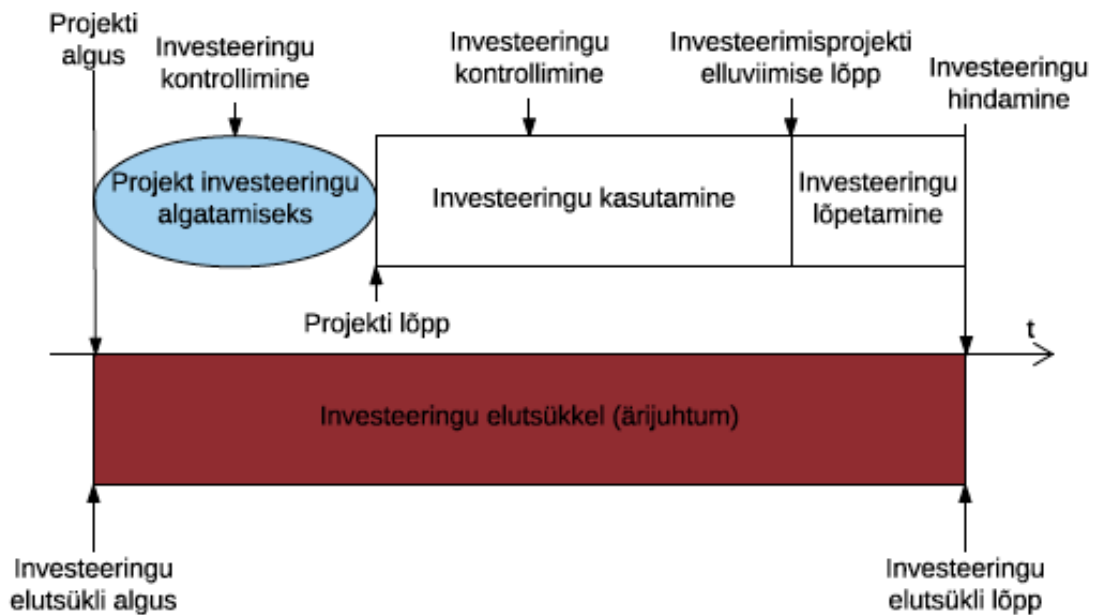 Projekti
algus
Investeeringu
kontrollimine
Investeeringu
kontrollimine
Investeerimisprojekti
elluviimise lõpp
Investeeringu
hindamine
Projekt investeeringu
algatamiseks
Investeeringu kasutamine
Investeeringu
lõpetamine
Projekti lõpp
t
Investeeringu elutsükkel (ärijuhtum)
Investeeringu
elutsükli algus
Investeeringu
elutsükli lõpp